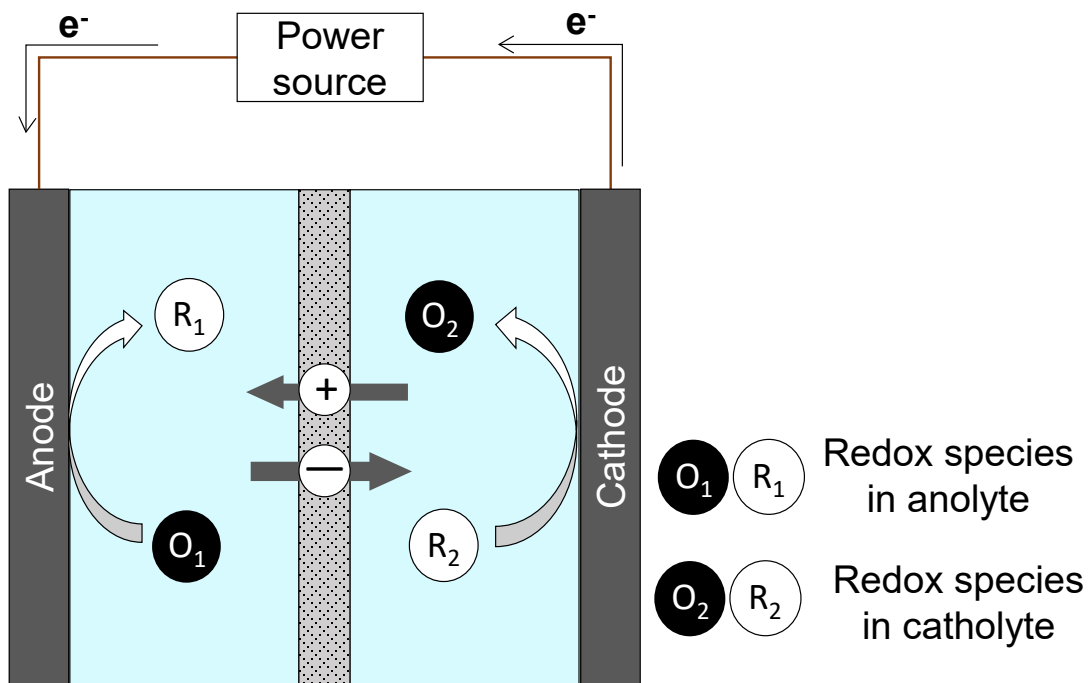 e⁻
Power
source
e⁻
R₁
O₂
+
−
Anode
Cathode
O₁
R₂
O₁ R₁
Redox species
in anolyte
O₂ R₂
Redox species
in catholyte